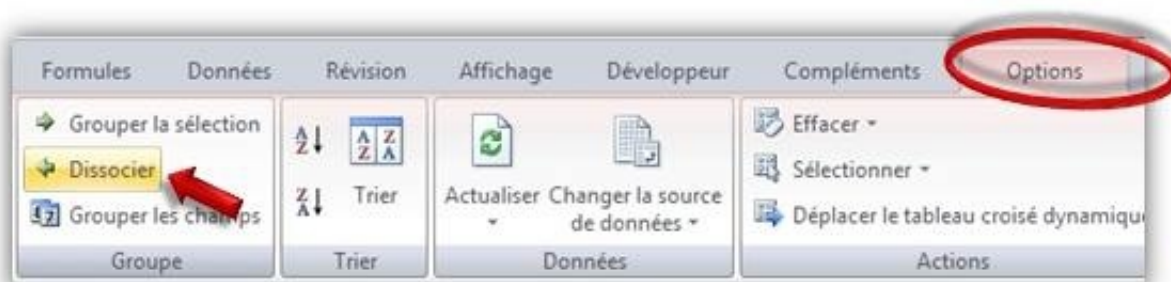 Formules Données Révision Affichage Développeur Compléments Options
Grouper la sélection
Dissocier
Grouper les champs
Groupe
Trier
Trier
Actualiser
Changer la source
de données
Données
Effacer
Sélectionner
Déplacer le tableau croisé dynamiqu
Actions